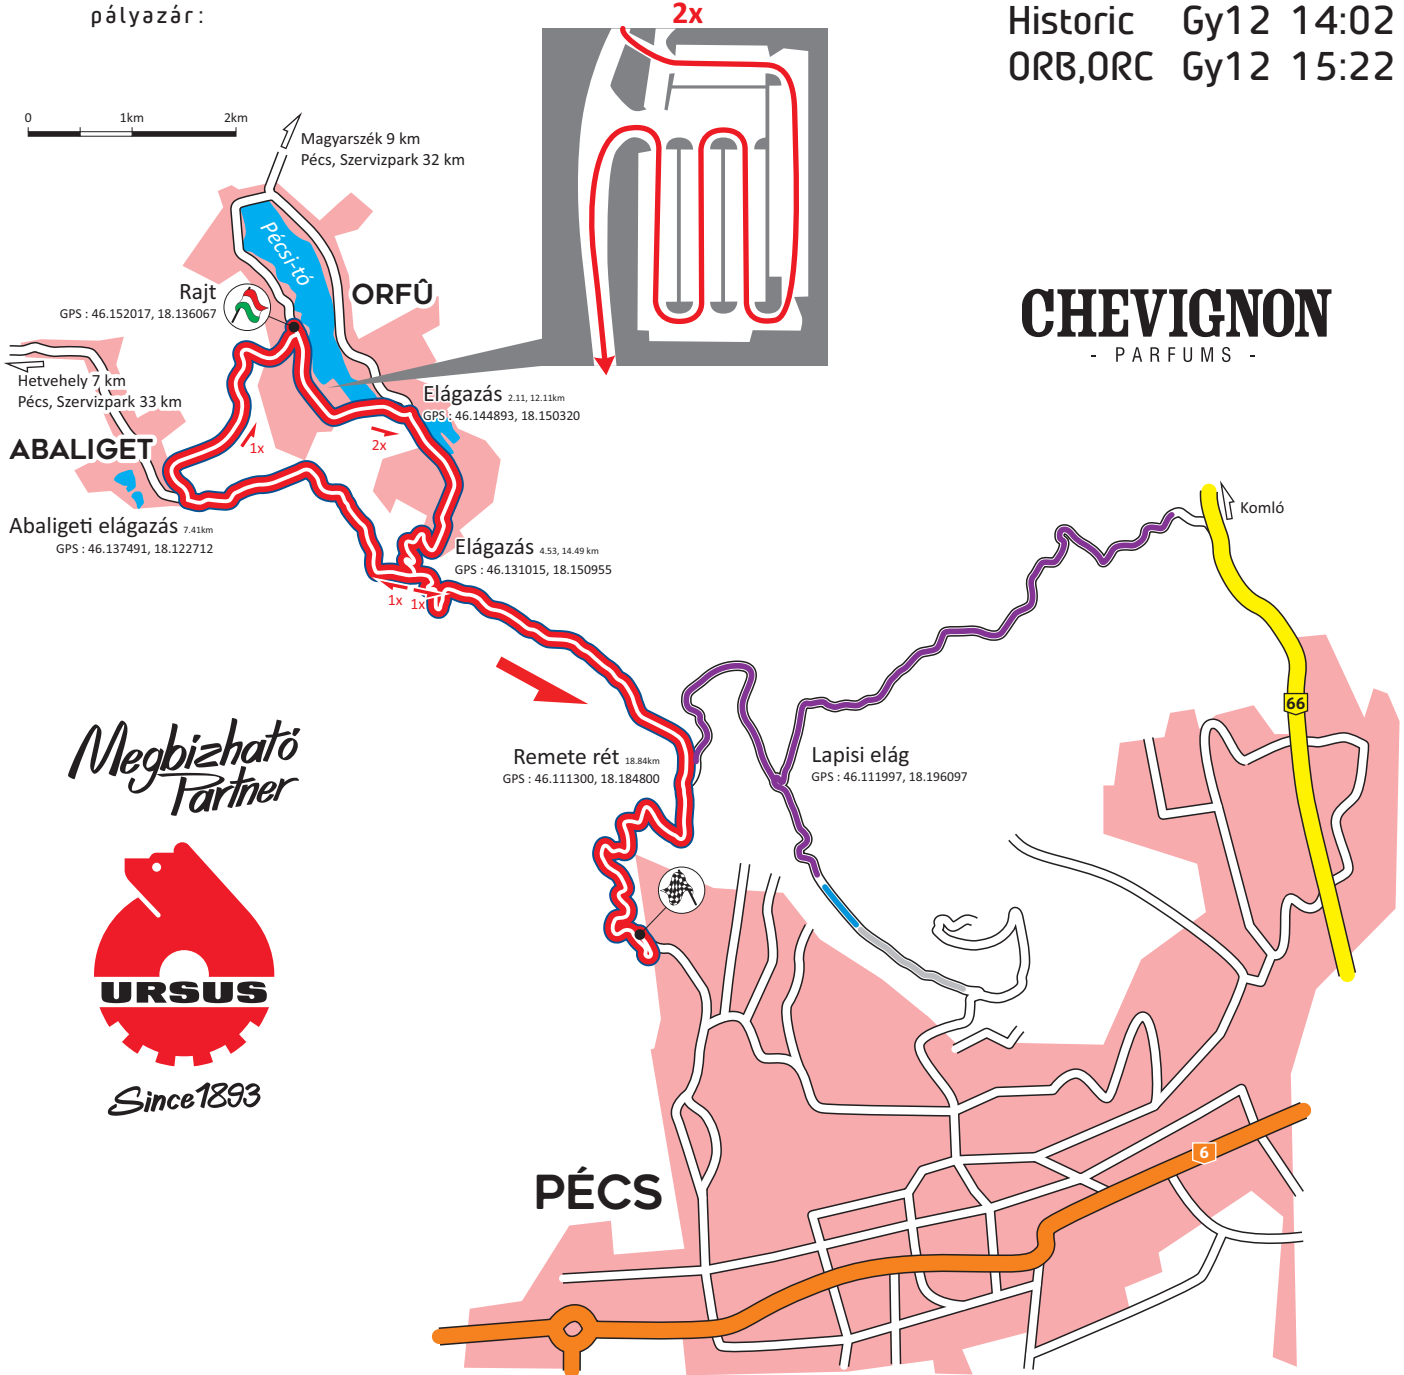 pályazár:
2x
Historic Gy12 14:02
ORB,ORC Gy12 15:22
0 1km 2km
Magyarszék 9 km
Pécs, Szervizpark 32 km
Pécsi-tó
ORFÛ
Rajt
GPS : 46.152017, 18.136067
CHEVIGNON
- PARFUMS -
Hetvehely 7 km
Pécs, Szervizpark 33 km
Elágazás 2.11, 12.11km
GPS : 46.144893, 18.150320
ABALIGET
1x
2x
Abaligeti elágazás 7.41km
GPS : 46.137491, 18.122712
Elágazás 4.53, 14.49 km
GPS : 46.131015, 18.150955
1x 1x
Komló
66
Megbízható
Partner
Remete rét 18.84km
GPS : 46.111300, 18.184800
Lapisi elág
GPS : 46.111997, 18.196097
URSUS
Since 1893
PÉCS
6